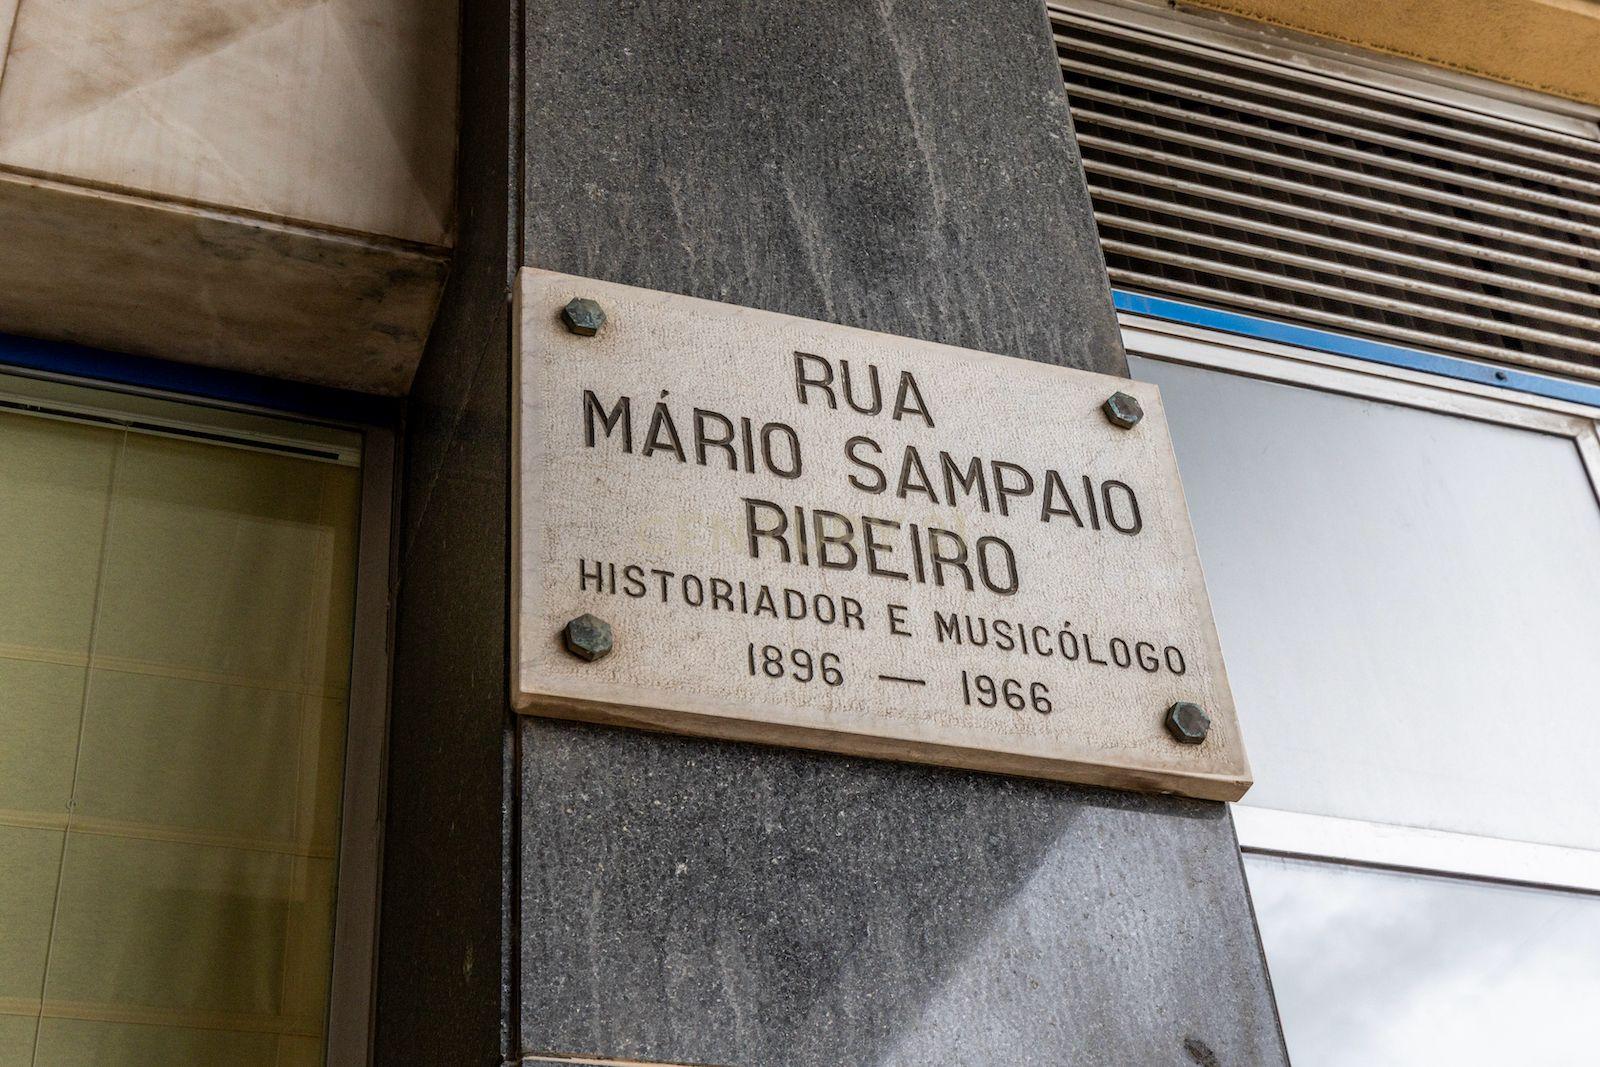 RUA
MÁRIO SAMPAIO
RIBEIRO
HISTORIADOR E MUSICÓLOGO
1896 — 1966